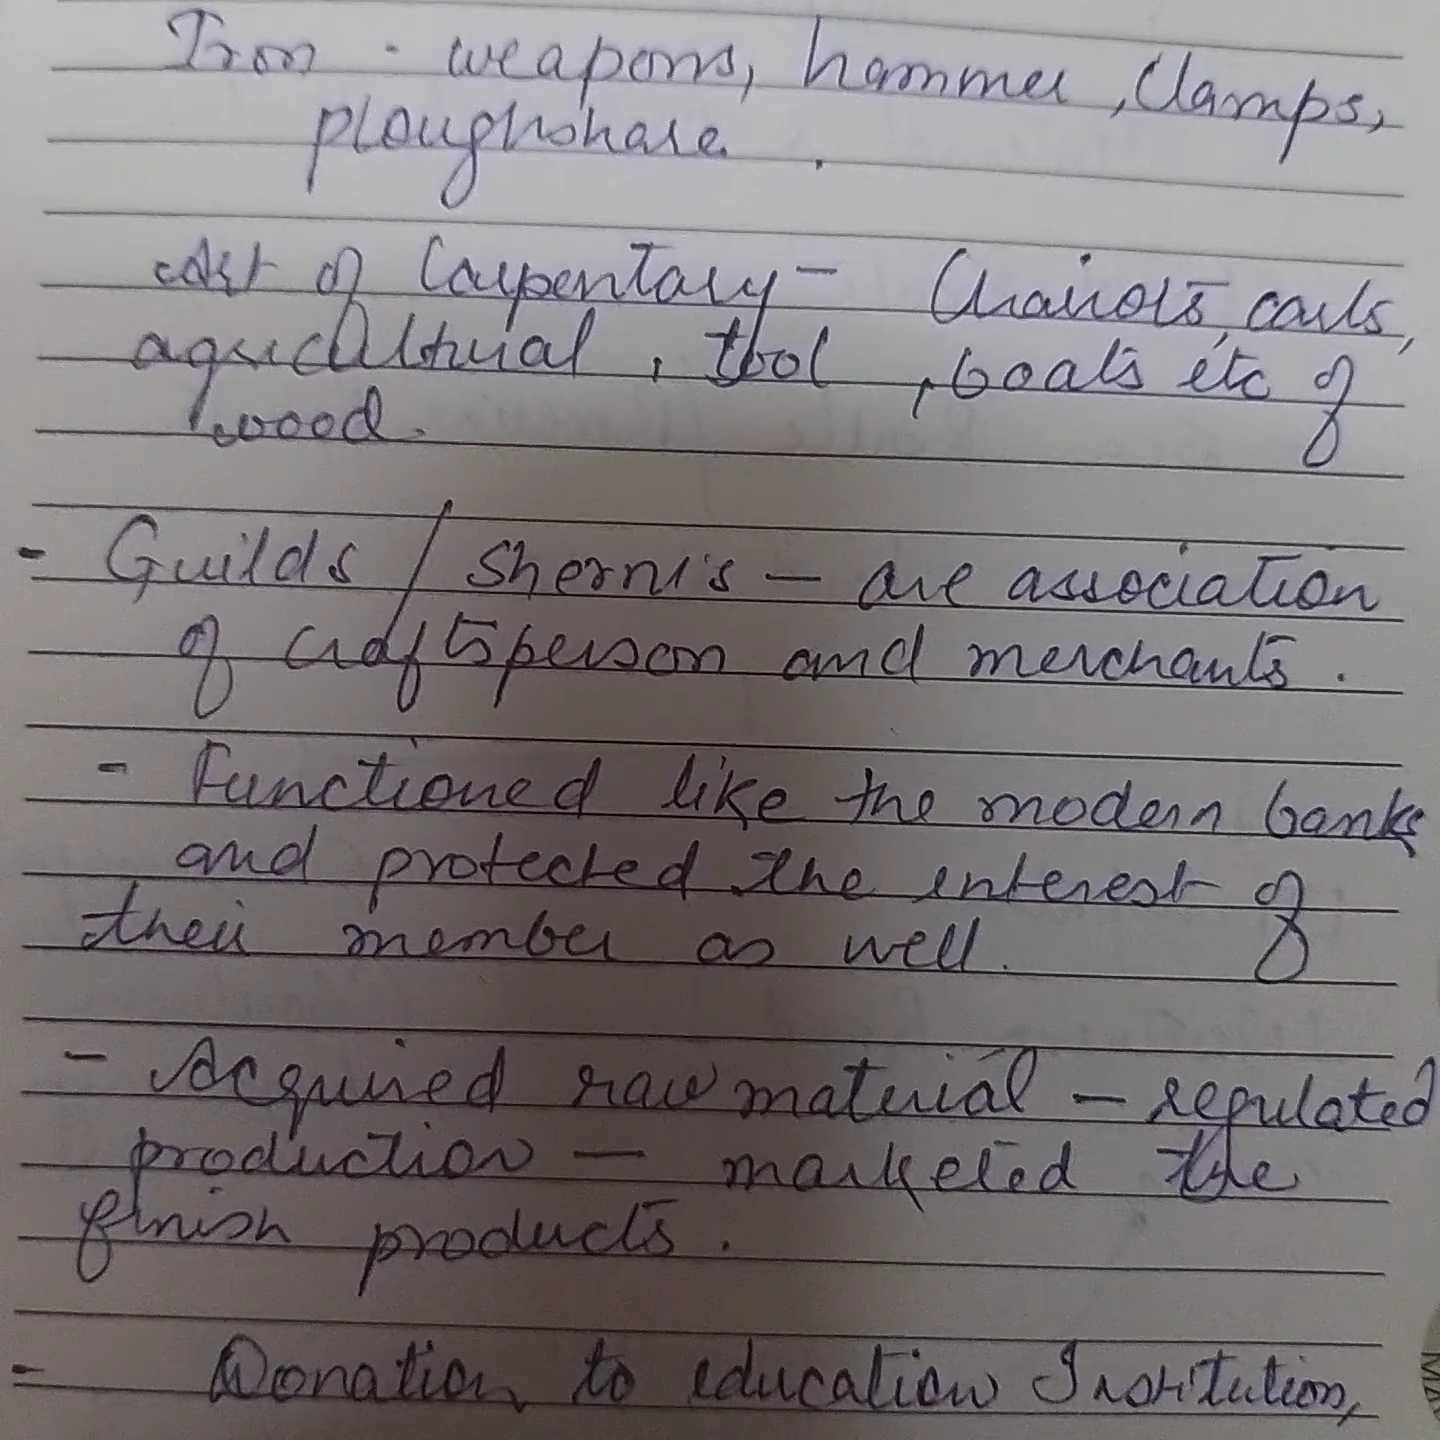 Iron - weapons, hammer, Clamps,
ploughshare.
Art of Carpentary - Chariots, carts,
agricultural, tool, boats etc of
wood.
- Guilds / Shernis - are association
of craftsperson and merchants.
- Functioned like the modern banks
and protected the interest of
their member as well.
- Acquired raw material - regulated
production - marketed the
finish products.
- Donation to education Institution,